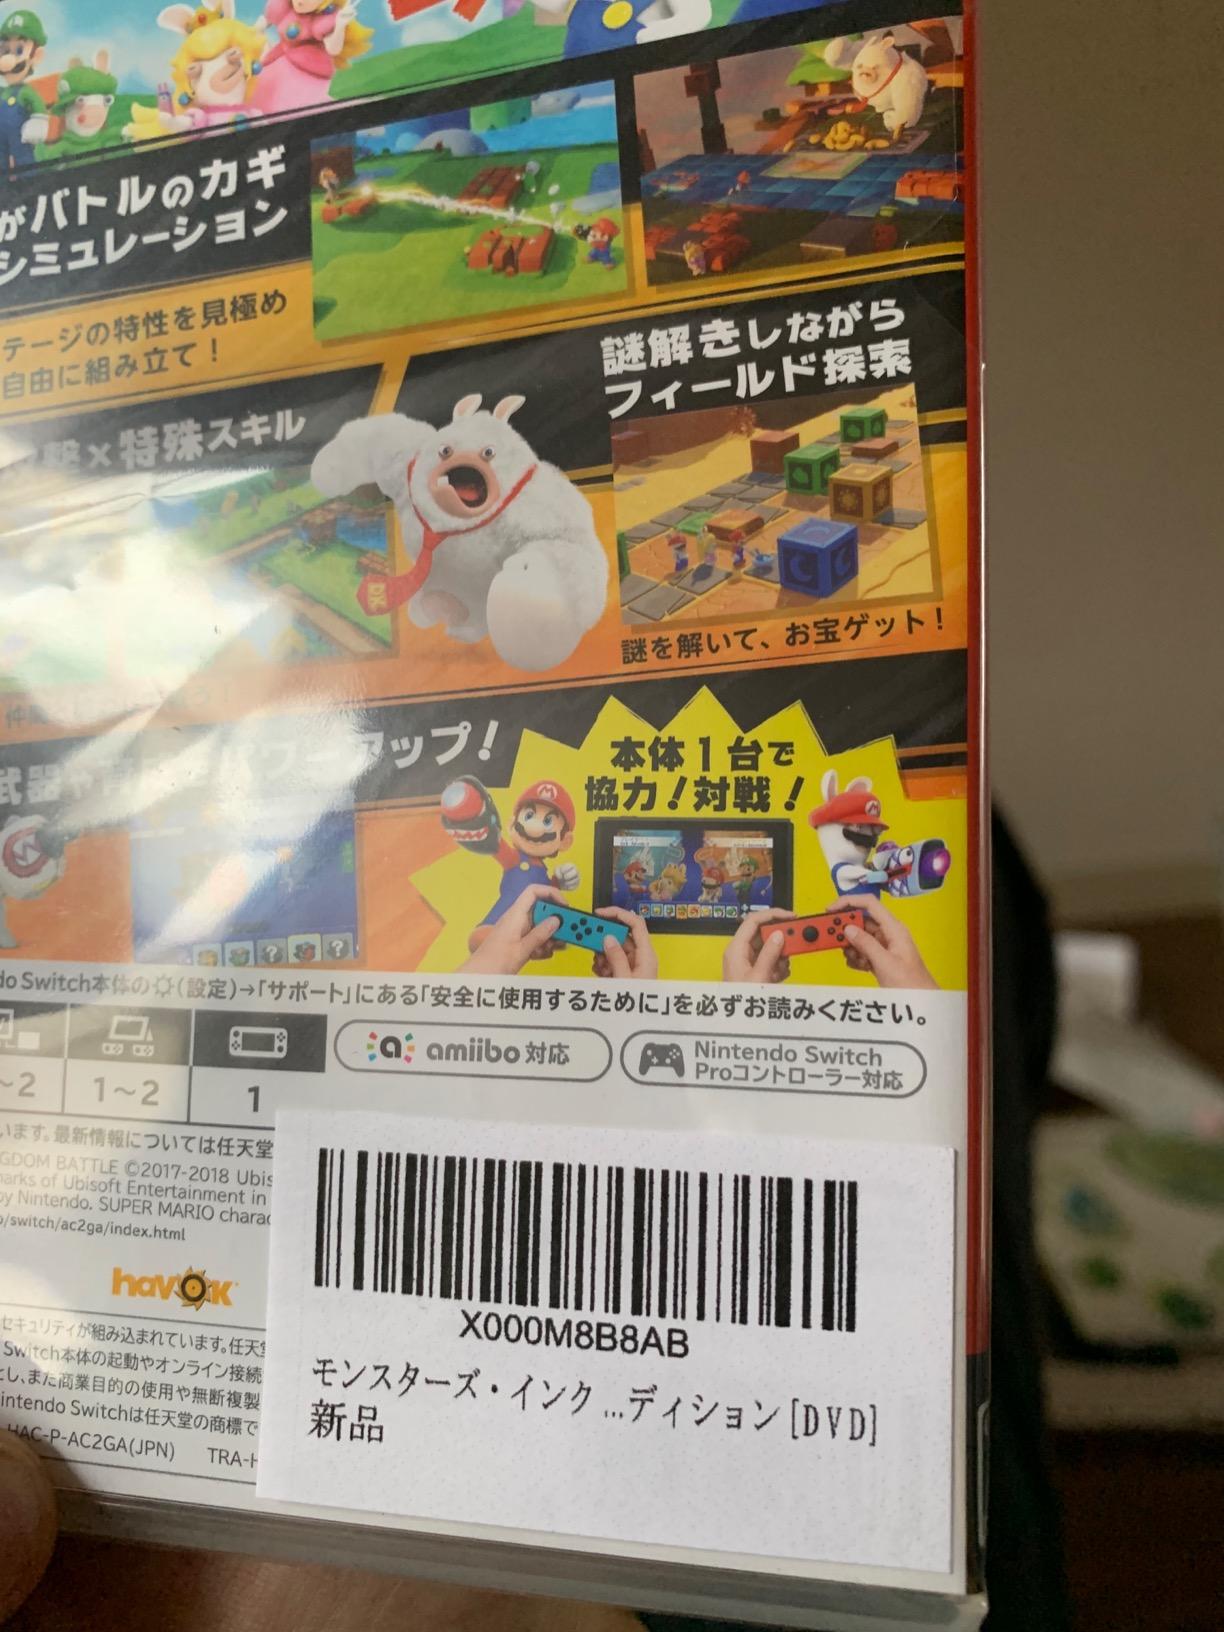 がバトルのカギ
シミュレーション
テージの特性を見極め
自由に組み立て！
謎解きしながら
フィールド探索
撃×特殊スキル
DK
謎を解いて、お宝ゲット！
武器や
パワーアップ！
本体1台で
協力！対戦！
do Switch本体の(設定)→「サポート」にある「安全に使用するために」を必ずお読みください。
～2
1～2
1
amiibo対応
Nintendo Switch
Proコントローラー対応
います。最新情報については任天堂
GDOM BATTLE ©2017-2018 Ubis
marks of Ubisoft Entertainment in
by Nintendo. SUPER MARIO charac
/switch/ac2ga/index.html
havok
セキュリティが組み込まれています。任天
Switch本体の起動やオンライン接続
とし、また商業目的の使用や無断複製
intendo Switchは任天堂の商標で
HAC-P-AC2GA(JPN) TRA-H
X000M8B8AB
モンスターズ・インク ...ディション[DVD]
新品